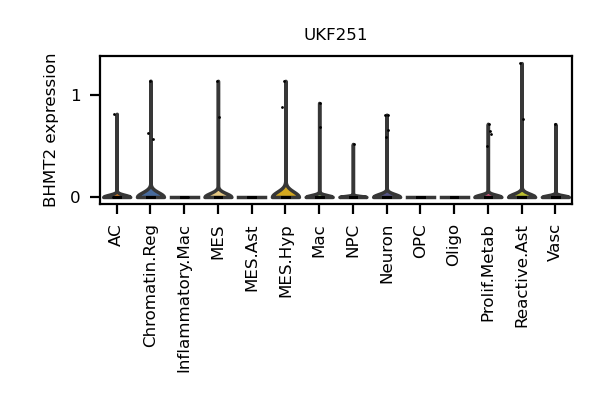 UKF251
BHMT2 expression
1
0
AC
Chromatin.Reg
Inflammatory.Mac
MES
MES.Ast
MES.Hyp
Mac
NPC
Neuron
OPC
Oligo
Prolif.Metab
Reactive.Ast
Vasc